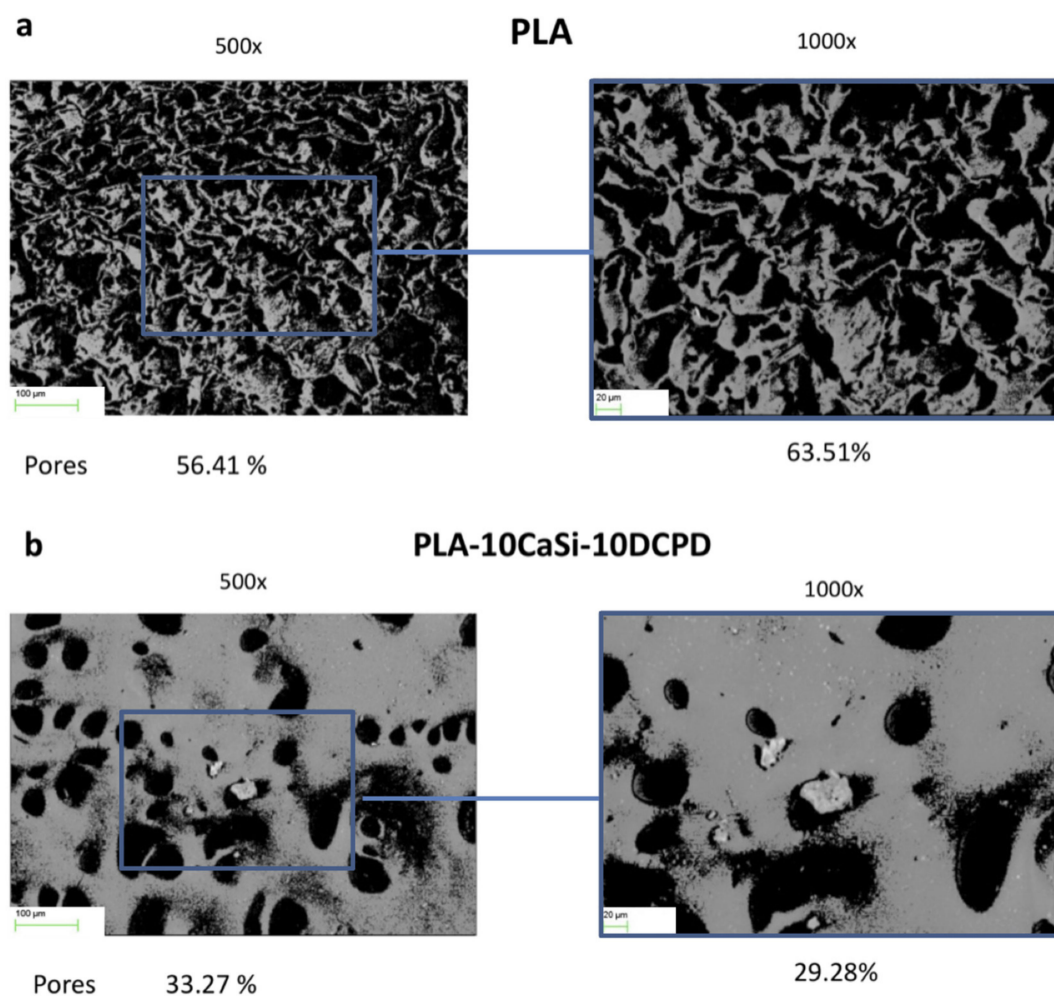 a
PLA
500x
1000x
100 µm
20 µm
Pores 56.41 %
63.51%
b
PLA-10CaSi-10DCPD
500x
1000x
100 µm
20 µm
Pores 33.27 %
29.28%